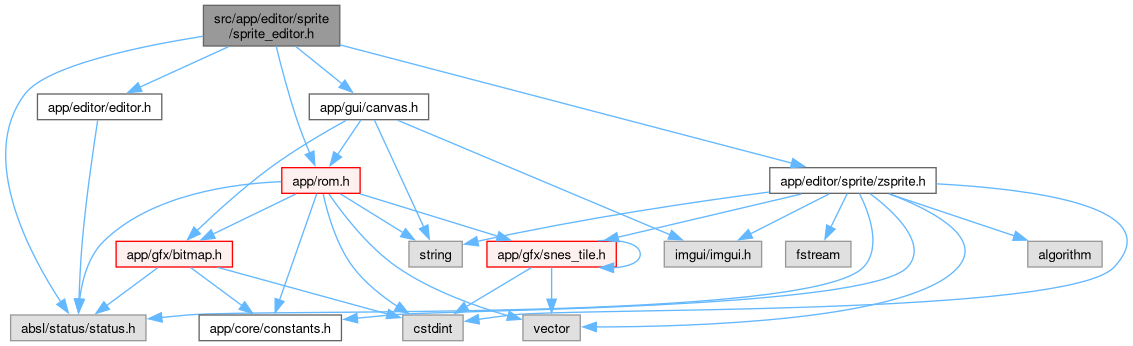 src/app/editor/sprite
/sprite_editor.h
app/editor/editor.h
app/gui/canvas.h
app/rom.h
app/editor/sprite/zsprite.h
app/gfx/bitmap.h
string
app/gfx/snes_tile.h
imgui/imgui.h
fstream
algorithm
absl/status/status.h
app/core/constants.h
cstdint
vector